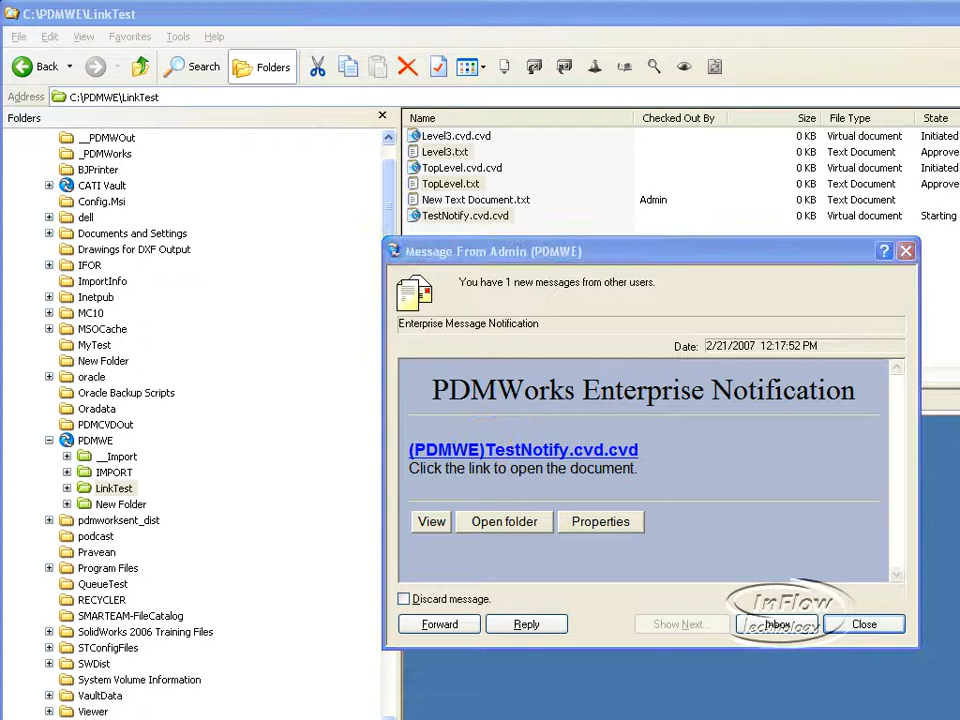 C:\PDMWE\LinkTest
File Edit View Favorites Tools Help
Back Search Folders
Address C:\PDMWE\LinkTest
Folders
__PDMWOut
_PDMWorks
BJPrinter
CATI Vault
Config.Msi
dell
Documents and Settings
Drawings for DXF Output
IFOR
ImportInfo
Inetpub
MC10
MSOCache
MyTest
New Folder
oracle
Oracle Backup Scripts
Oradata
PDMCVDOut
PDMWE
__Import
IMPORT
LinkTest
New Folder
pdmworksent_dist
podcast
Pravean
Program Files
QueueTest
RECYCLER
SMARTEAM-FileCatalog
SolidWorks 2006 Training Files
STConfigFiles
SWDist
System Volume Information
VaultData
Viewer
Name Checked Out By Size File Type State
Level3.cvd.cvd 0 KB Virtual document Initiated
Level3.txt 0 KB Text Document Approve
TopLevel.cvd.cvd 0 KB Virtual document Initiated
TopLevel.txt 0 KB Text Document Approve
New Text Document.txt Admin 0 KB Text Document
TestNotify.cvd.cvd 0 KB Virtual document Starting
Message From Admin (PDMWE)
You have 1 new messages from other users.
Enterprise Message Notification
Date: 2/21/2007 12:17:52 PM
PDMWorks Enterprise Notification
(PDMWE)TestNotify.cvd.cvd
Click the link to open the document.
View Open folder Properties
Discard message.
Forward Reply Show Next... Inbox Close
InFlow
Technology